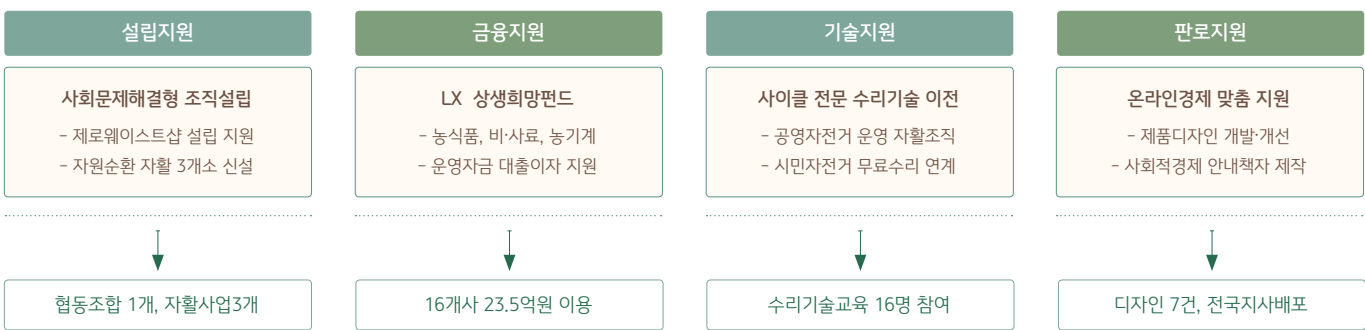 설립지원
사회문제해결형 조직설립
- 제로웨이스트샵 설립 지원
- 자원순환 자활 3개소 신설
협동조합 1개, 자활사업3개
금융지원
LX 상생희망펀드
- 농식품, 비·사료, 농기계
- 운영자금 대출이자 지원
16개사 23.5억원 이용
기술지원
사이클 전문 수리기술 이전
- 공영자전거 운영 자활조직
- 시민자전거 무료수리 연계
수리기술교육 16명 참여
판로지원
온라인경제 맞춤 지원
- 제품디자인 개발·개선
- 사회적경제 안내책자 제작
디자인 7건, 전국지사배포